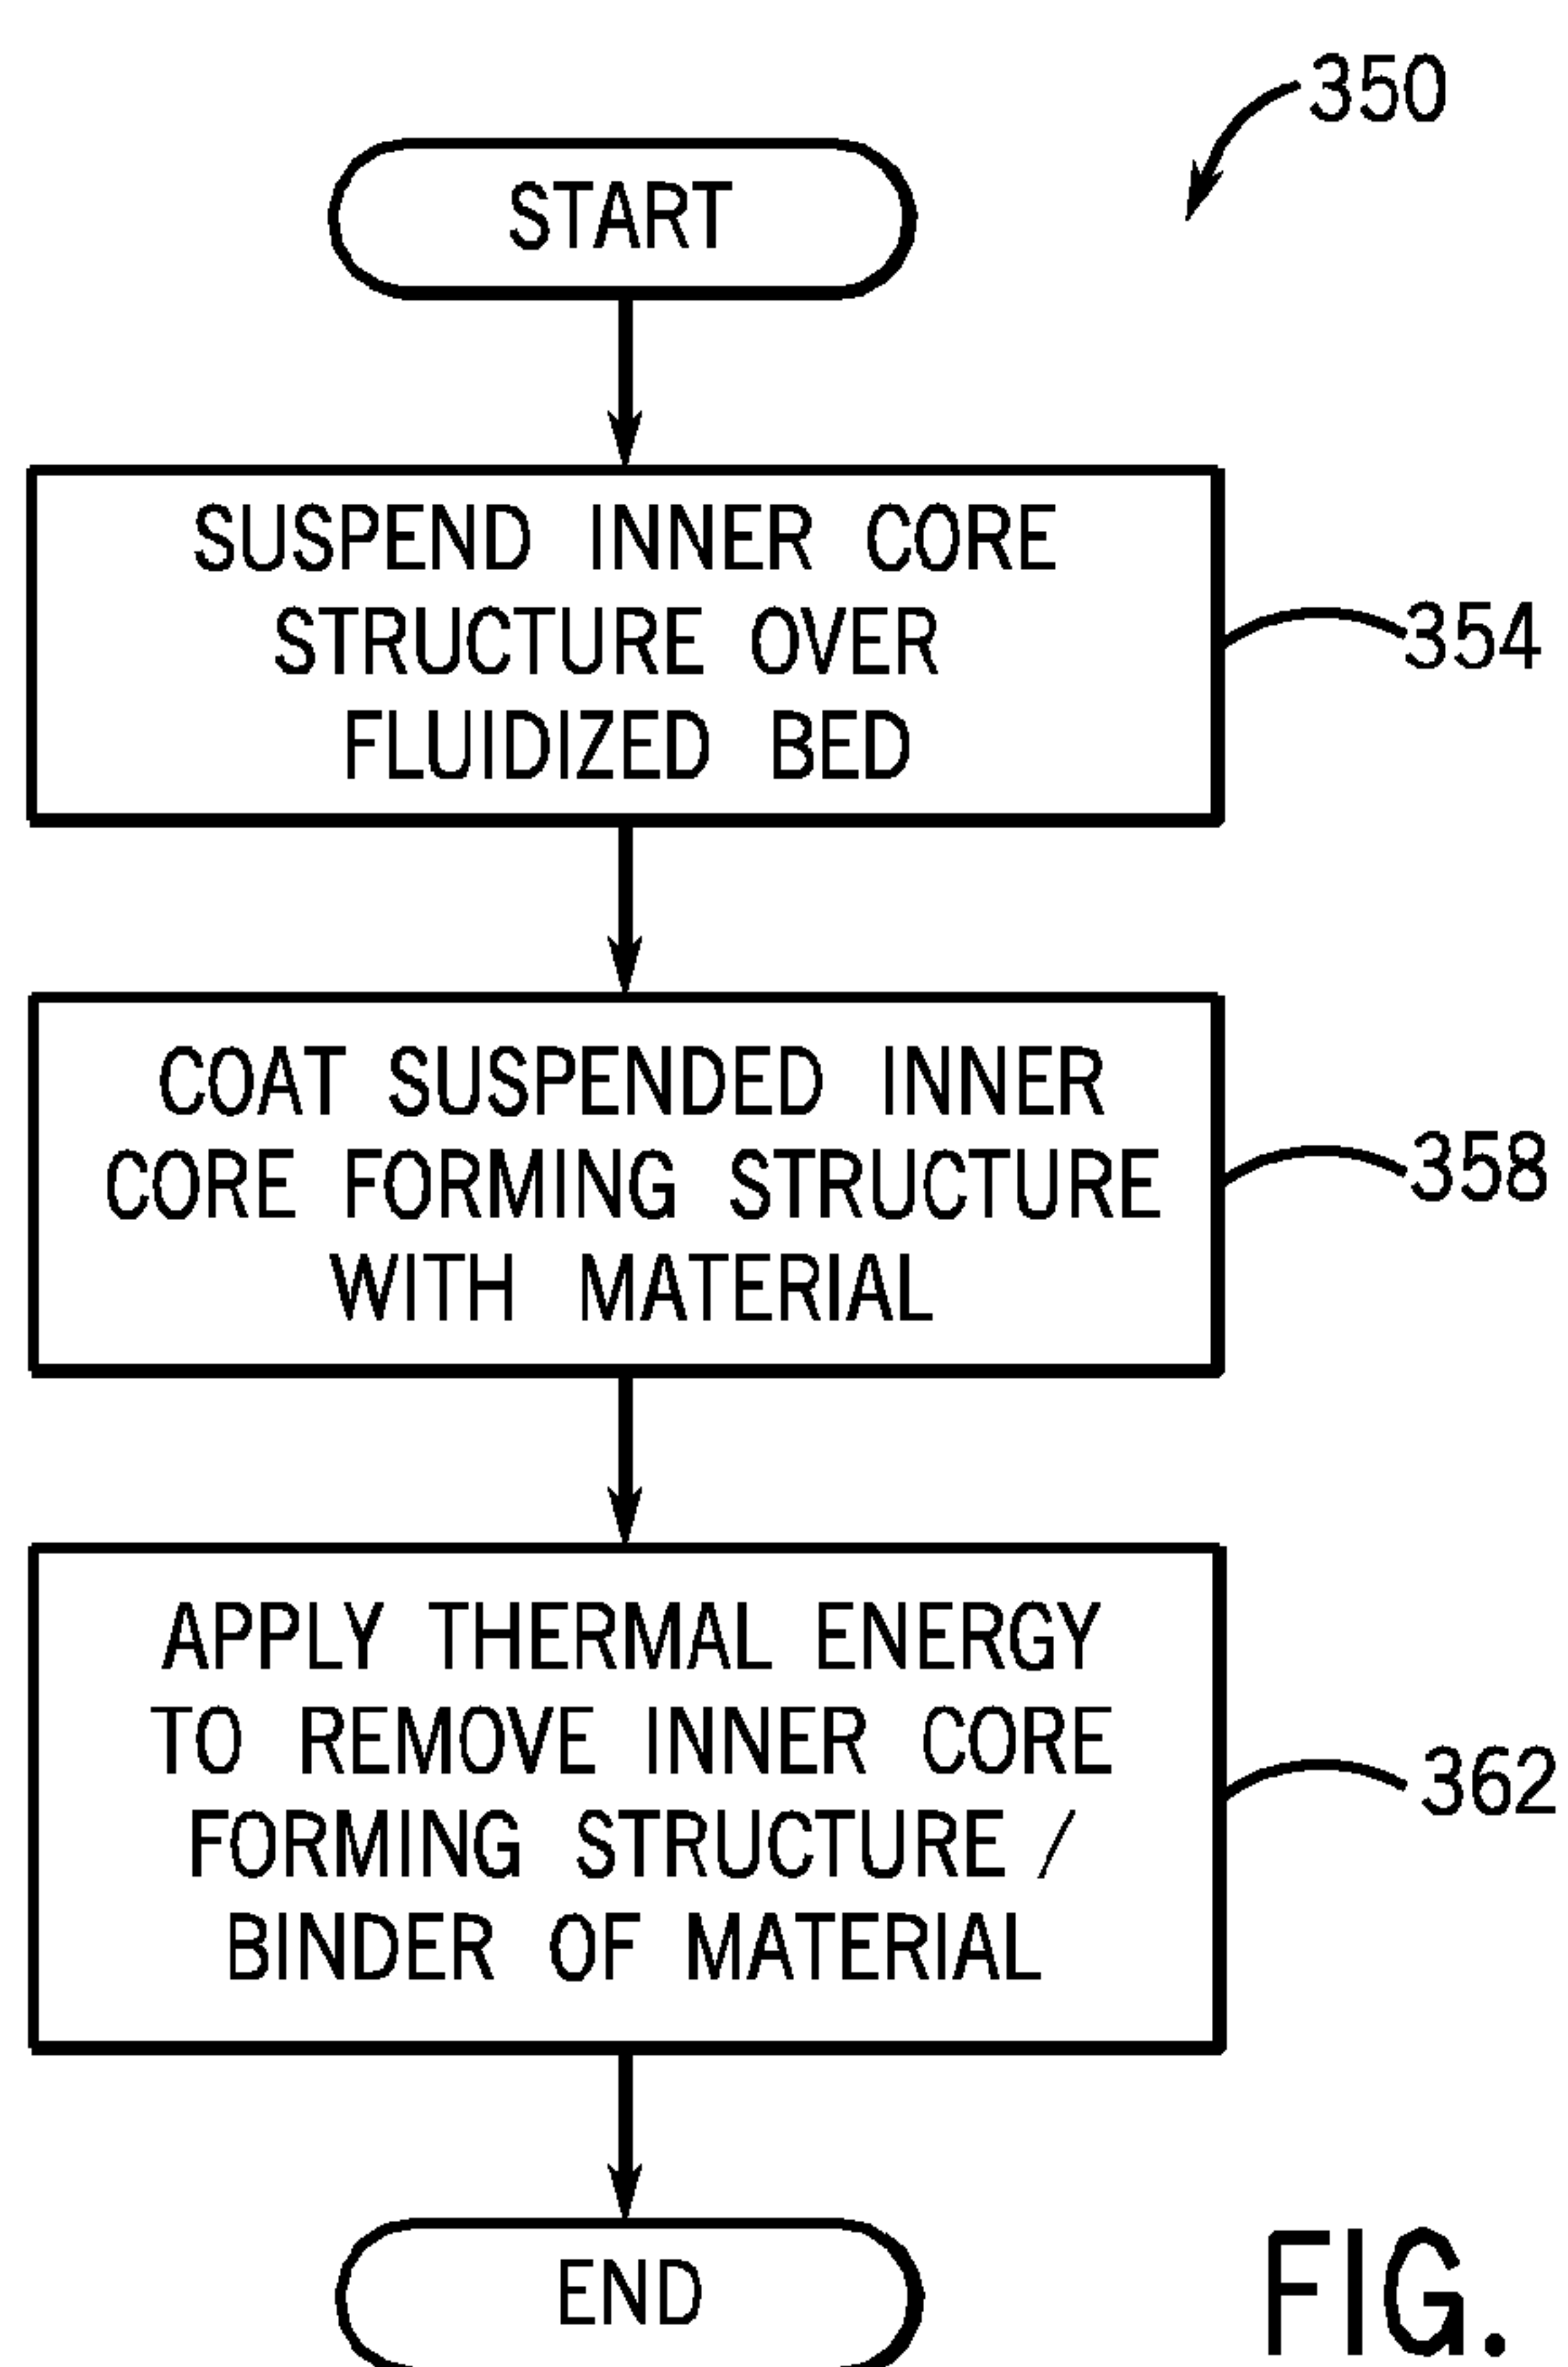 350
START
SUSPEND INNER CORE
STRUCTURE OVER
FLUIDIZED BED
354
COAT SUSPENDED INNER
CORE FORMING STRUCTURE
WITH MATERIAL
358
APPLY THERMAL ENERGY
TO REMOVE INNER CORE
FORMING STRUCTURE /
BINDER OF MATERIAL
362
END
FIG.